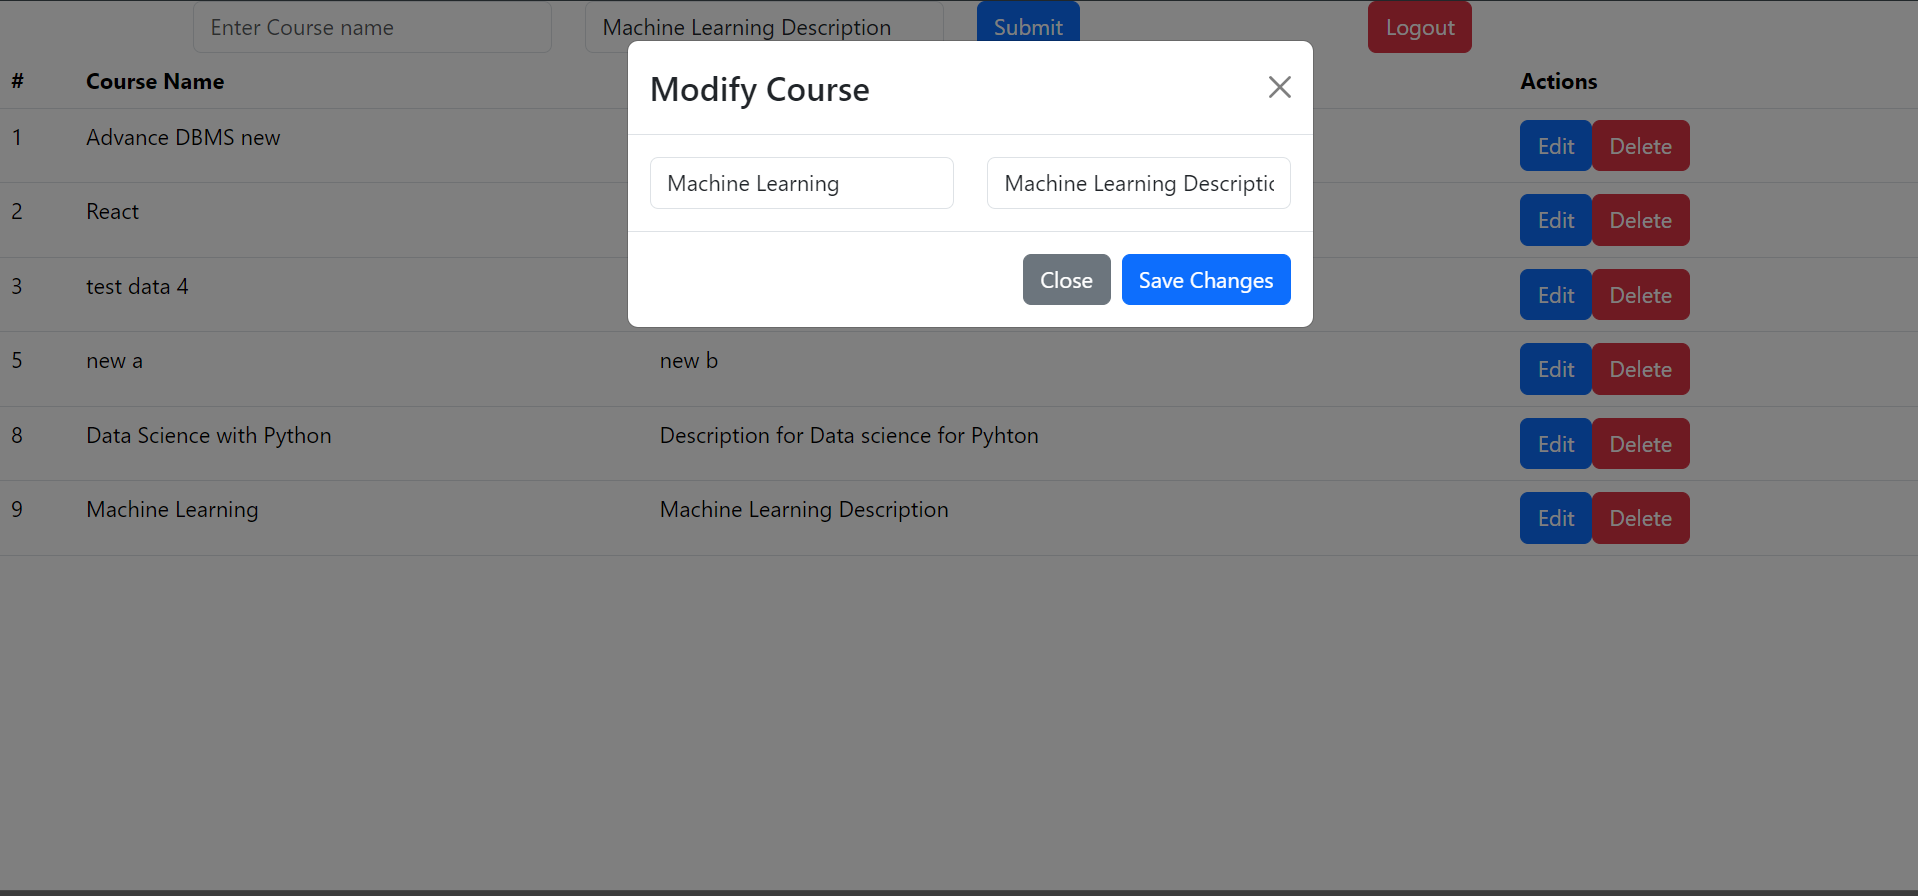 Enter Course name Machine Learning Description Submit Logout
# Course Name Actions
Modify Course
1 Advance DBMS new Edit Delete
Machine Learning Machine Learning Descriptic
2 React Edit Delete
3 test data 4 Edit Delete
Close Save Changes
5 new a new b Edit Delete
8 Data Science with Python Description for Data science for Pyhton Edit Delete
9 Machine Learning Machine Learning Description Edit Delete